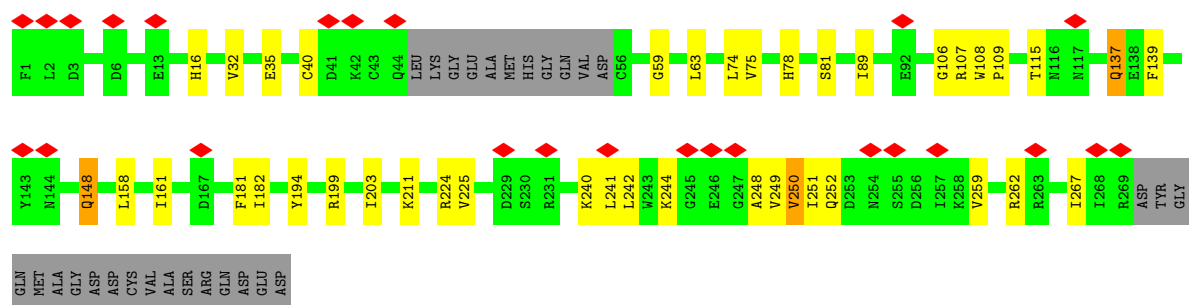 F1 L2 D3 D6 E13 H16 V32 E35 C40 D41 K42 C43 Q44 LEU LYS GLY GLU ALA MET HIS GLY GLN VAL ASP C56 G59 L63 L74 V75 H78 S81 I89 E92 G106 R107 W108 P109 T115 N116 N117 Q137 E138 F139
Y143 N144 Q148 L158 I161 D167 F181 I182 Y194 R199 I203 K211 R224 V225 D229 S230 R231 K240 L241 L242 W243 K244 G245 E246 G247 A248 V249 V250 I251 Q252 D253 N254 S255 D256 I257 K258 V259 R262 R263 I267 I268 R269 ASP TYR GLY
GLN MET ALA GLY ASP ASP CYS VAL ALA SER ARG GLN ASP GLU ASP